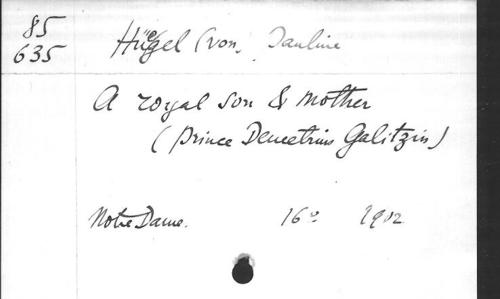 85
635
Hügel (von, Pauline
A royal son & mother
(Prince Demetrius Galitzin)
Notre Dame. 16° 1902